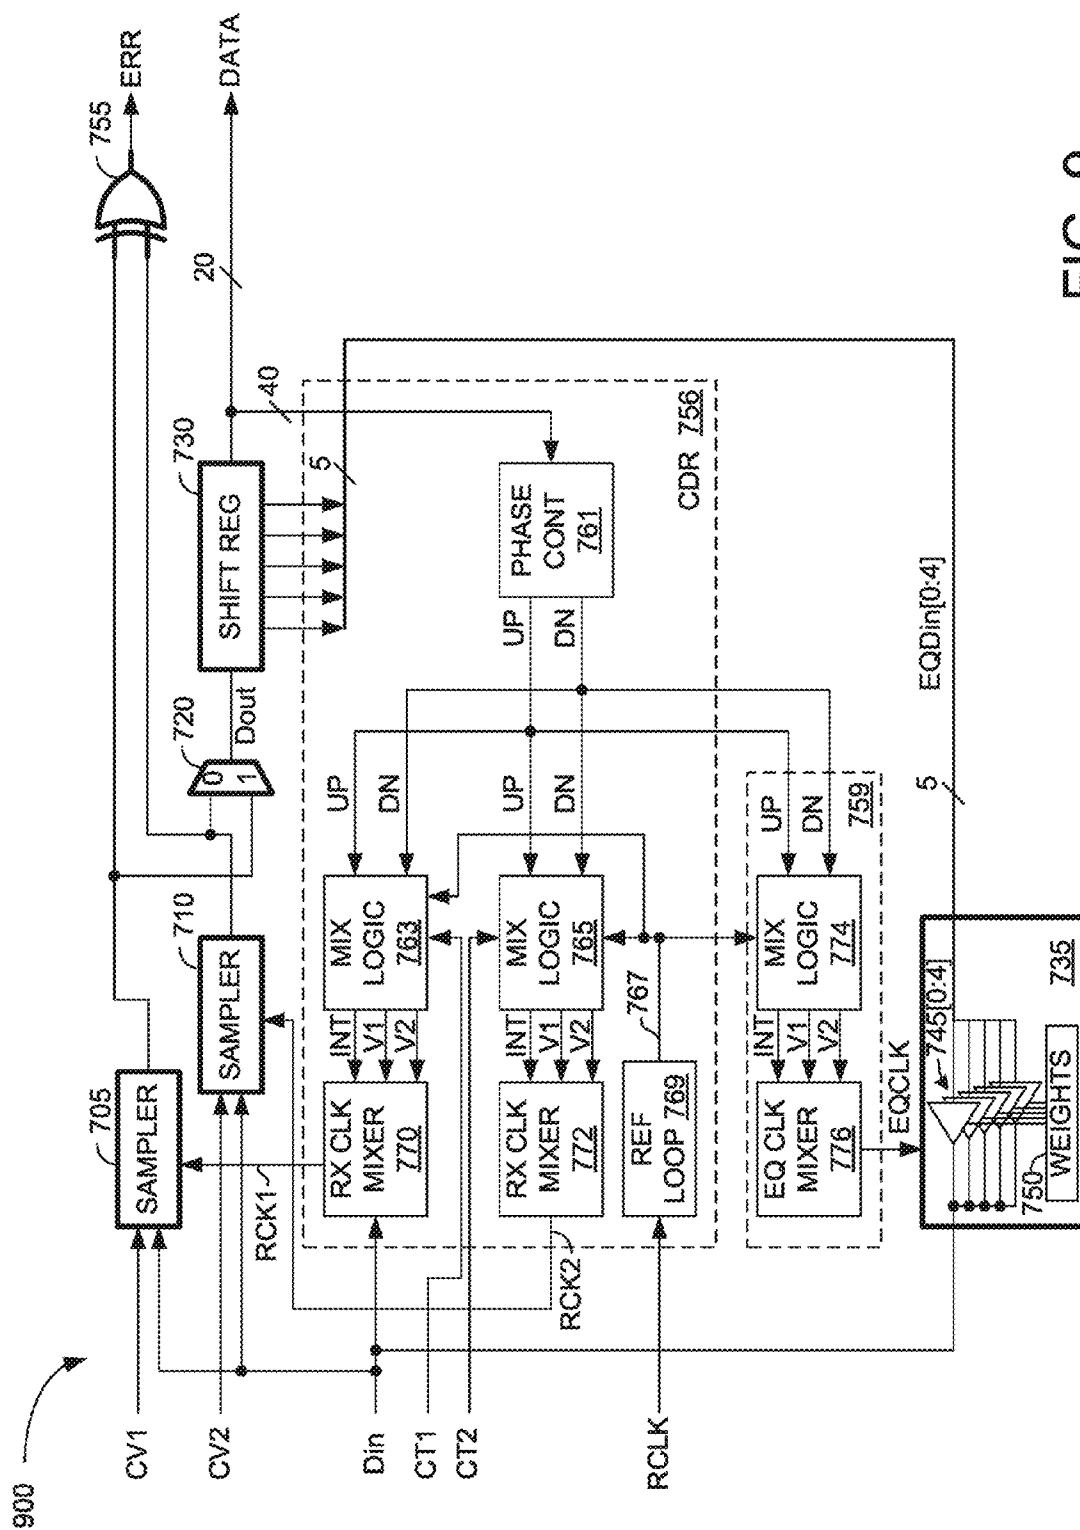 900
CV1
CV2
Din
CT1
CT2
RCLK
705
SAMPLER
RCK1
710
SAMPLER
720
0
1
Dout
730
SHIFT REG
755
ERR
20
DATA
40
5
CDR 756
RX CLK
MIXER
770
INT
V1
V2
MIX
LOGIC
763
UP
DN
RCK2
RX CLK
MIXER
772
INT
V1
V2
MIX
LOGIC
765
UP
DN
UP
DN
PHASE
CONT
761
REF
LOOP 769
767
EQ CLK
MIXER
776
INT
V1
V2
MIX
LOGIC
774
UP
DN
759
EQCLK
5
EQDin[0:4]
745[0:4]
735
750
WEIGHTS